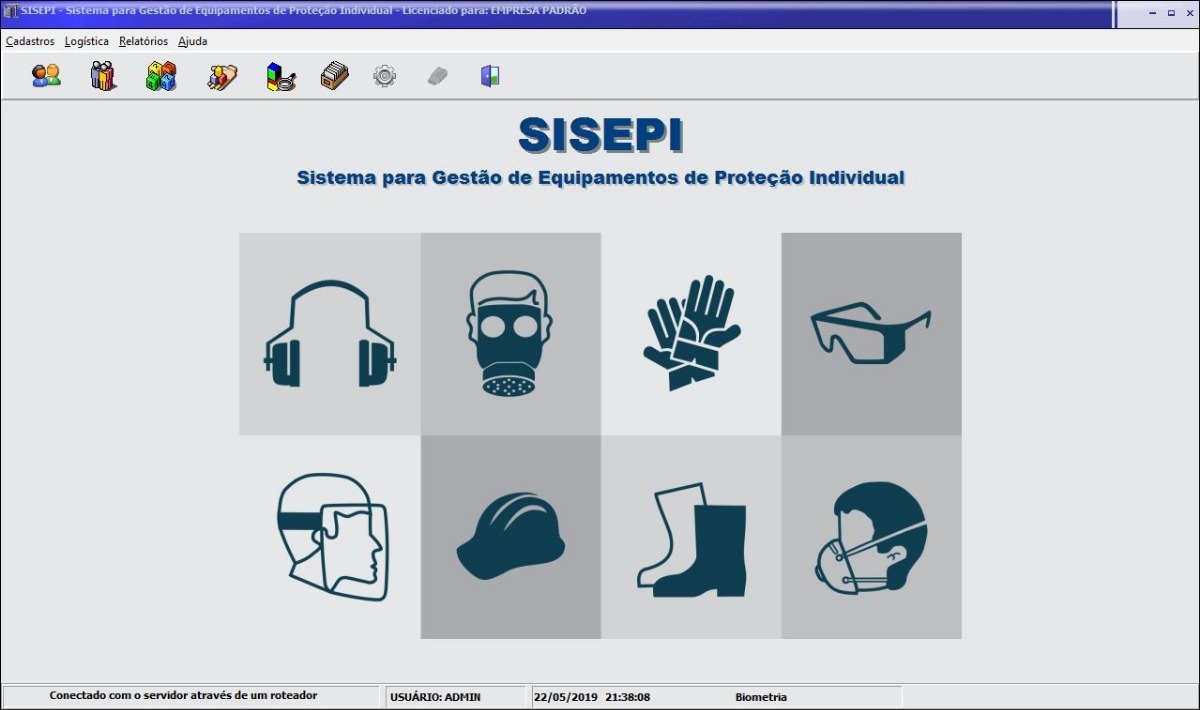 SISEPI - Sistema para Gestão de Equipamentos de Proteção Individual - Licenciado para: EMPRESA PADRÃO
Cadastros Logística Relatórios Ajuda
SISEPI
Sistema para Gestão de Equipamentos de Proteção Individual
Conectado com o servidor através de um roteador USUÁRIO: ADMIN 22/05/2019 21:38:08 Biometria